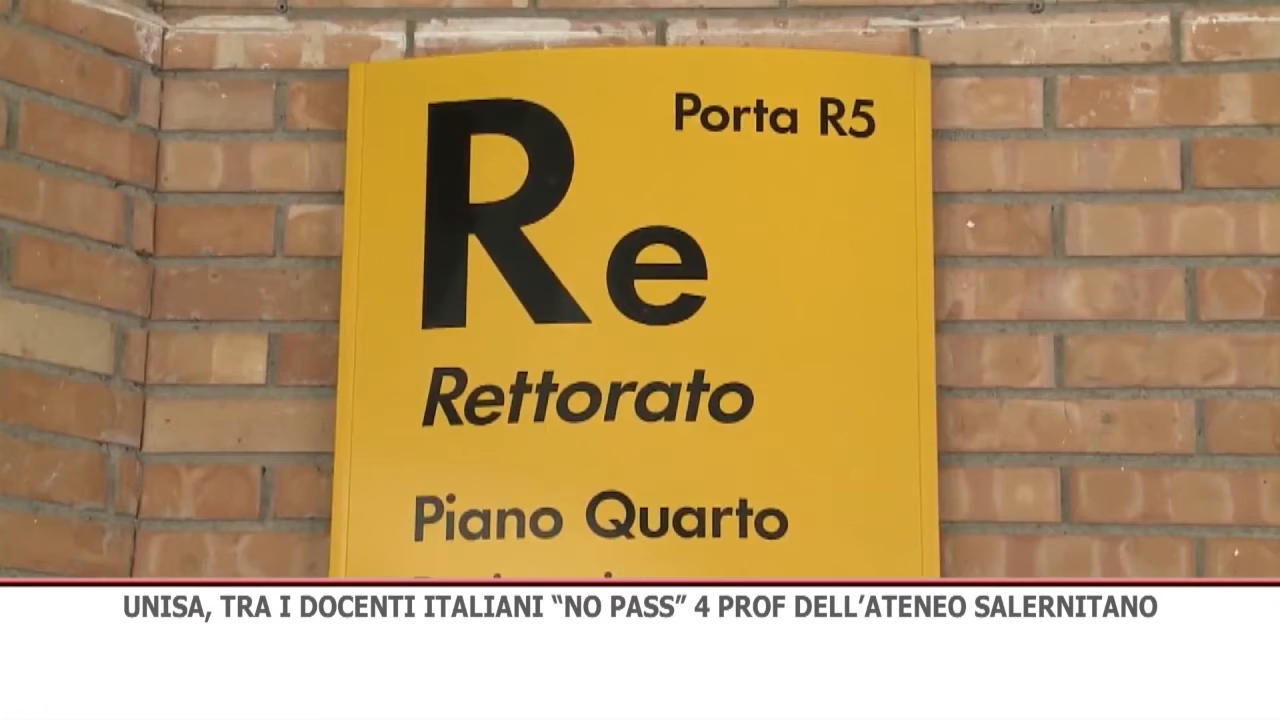 Porta R5
Re
Rettorato
Piano Quarto
UNISA, TRA I DOCENTI ITALIANI “NO PASS” 4 PROF DELL’ATENEO SALERNITANO